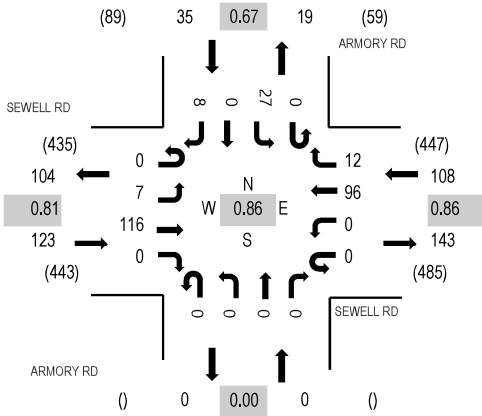 (89) 35 0.67 19 (59)
ARMORY RD
SEWELL RD
8 0 27 0
(435) 0 12 (447)
104 7 N 96 108
0.81 W 0.86 E 0.86
123 116 S 0 143
(443) 0 0 (485)
0 0 0 0
SEWELL RD
ARMORY RD
() 0 0.00 0 ()